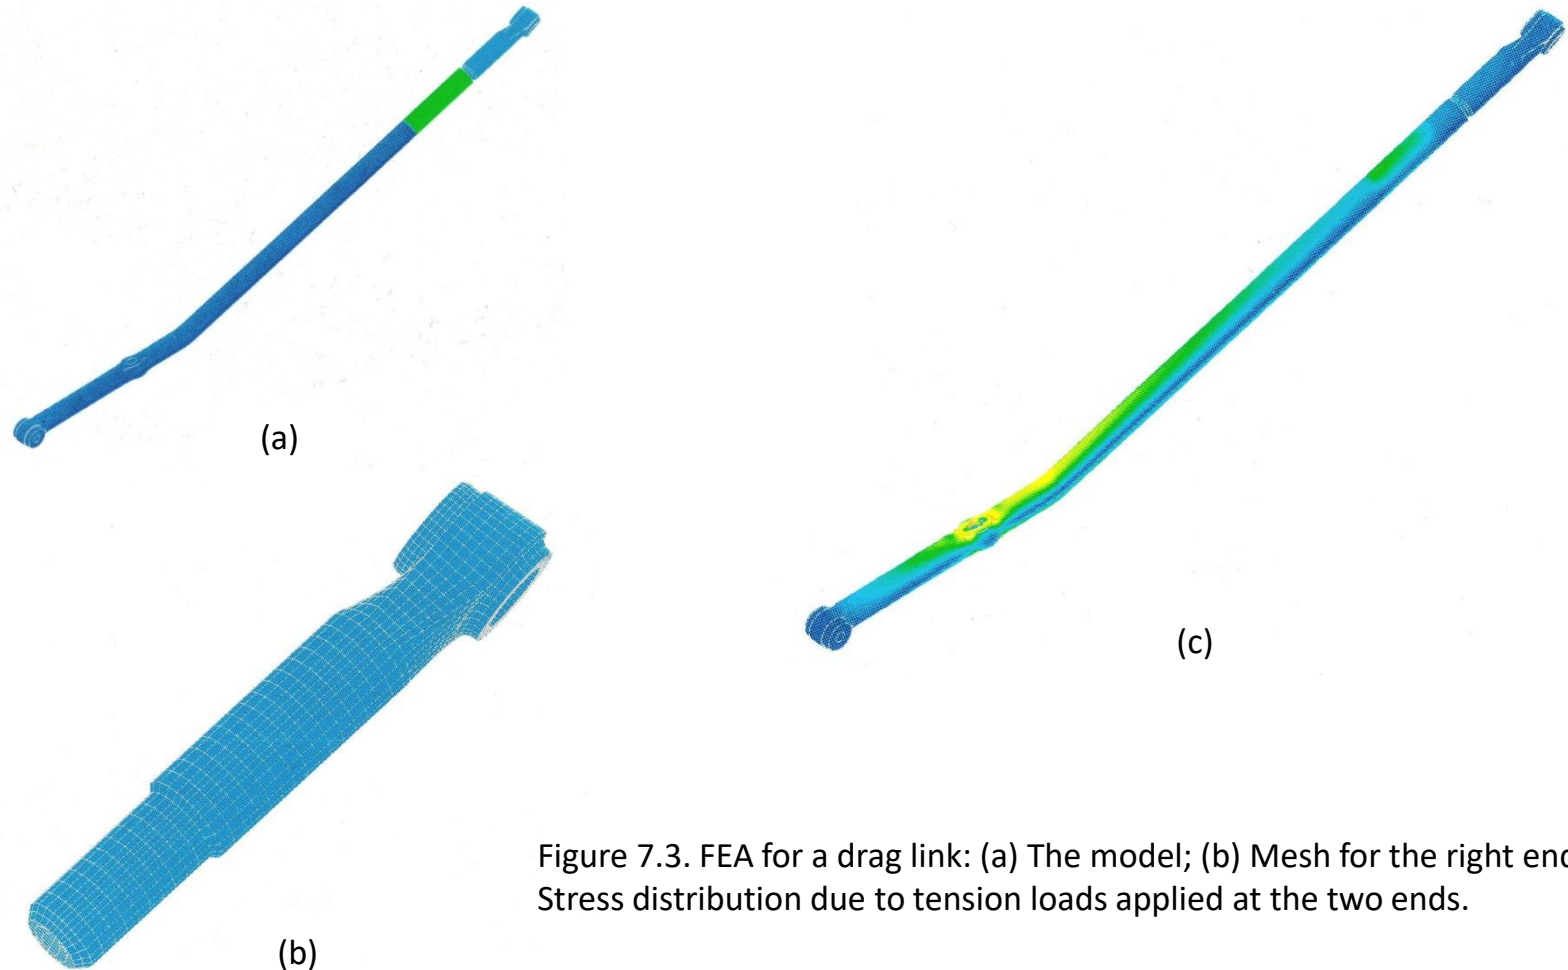 (a)
(c)
(b)
Figure 7.3. FEA for a drag link: (a) The model; (b) Mesh for the right end
Stress distribution due to tension loads applied at the two ends.